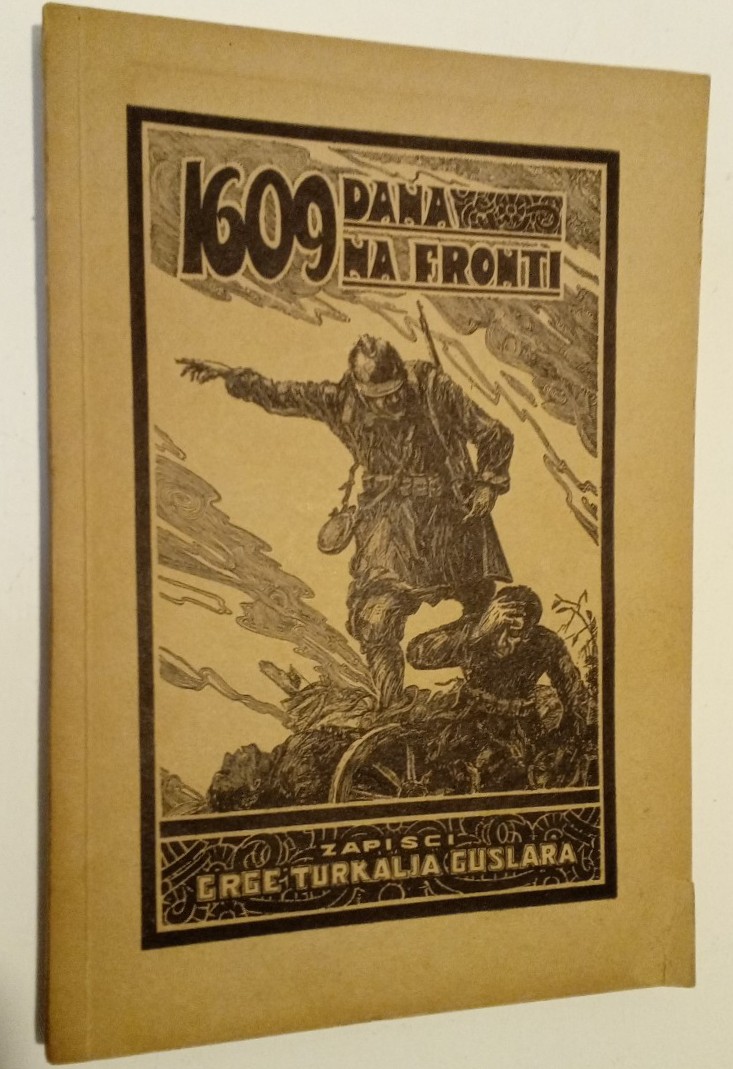 1609 DANA
NA FRONTI
ZAPISCI
GRGE TURKALJA GUSLARA